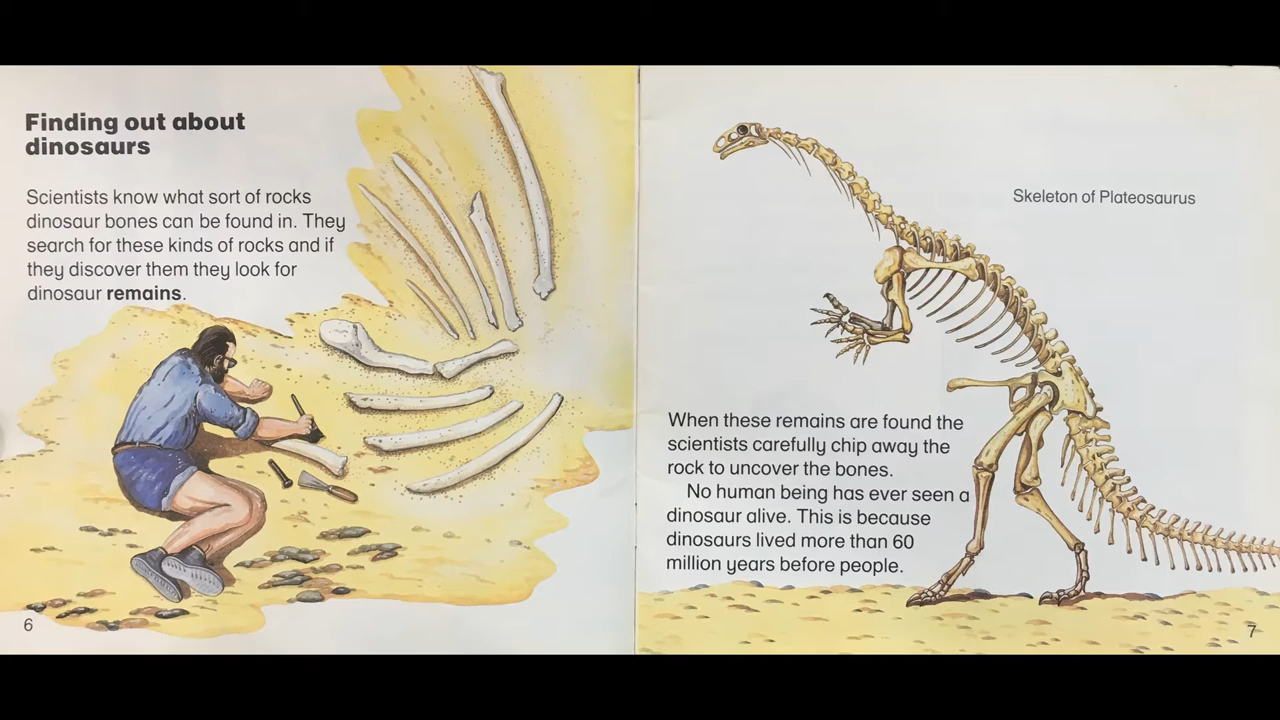 Finding out about
dinosaurs
Scientists know what sort of rocks
dinosaur bones can be found in. They
search for these kinds of rocks and if
they discover them they look for
dinosaur remains.
6
Skeleton of Plateosaurus
When these remains are found the
scientists carefully chip away the
rock to uncover the bones.
No human being has ever seen a
dinosaur alive. This is because
dinosaurs lived more than 60
million years before people.
7